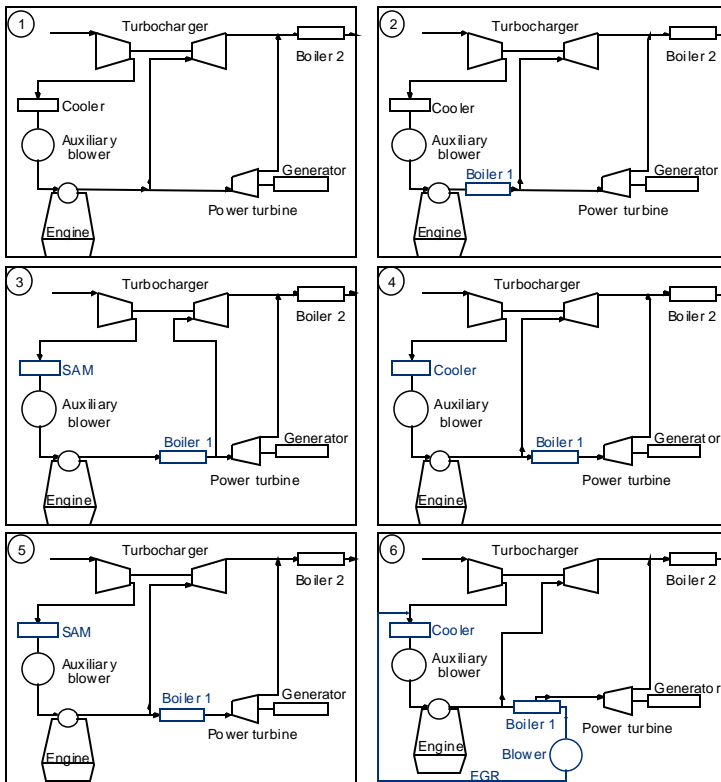 1
Turbocharger
Boiler 2
Cooler
Auxiliary
blower
Generator
Power turbine
Engine
2
Turbocharger
Boiler 2
Cooler
Auxiliary
blower
Boiler 1
Generator
Power turbine
Engine
3
Turbocharger
Boiler 2
SAM
Auxiliary
blower
Boiler 1
Generator
Power turbine
Engine
4
Turbocharger
Boiler 2
Cooler
Auxiliary
blower
Boiler 1
Generator
Power turbine
Engine
5
Turbocharger
Boiler 2
SAM
Auxiliary
blower
Boiler 1
Generator
Power turbine
Engine
6
Turbocharger
Boiler 2
Cooler
Auxiliary
blower
Generator
Boiler 1
Power turbine
Engine
Blower
EGR